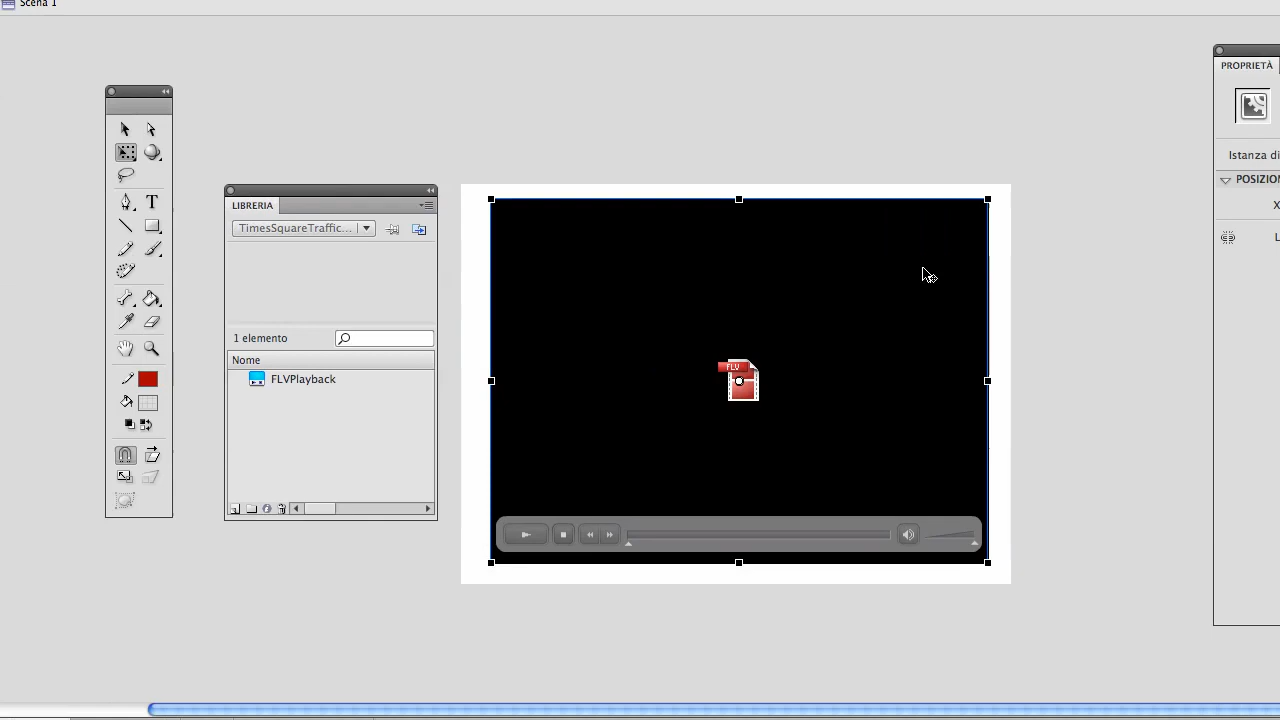 Scena 1
PROPRIETÀ
Istanza di
POSIZION
X
L
LIBRERIA
TimesSquareTraffic...
1 elemento
Nome
FLVPlayback
T
FLV